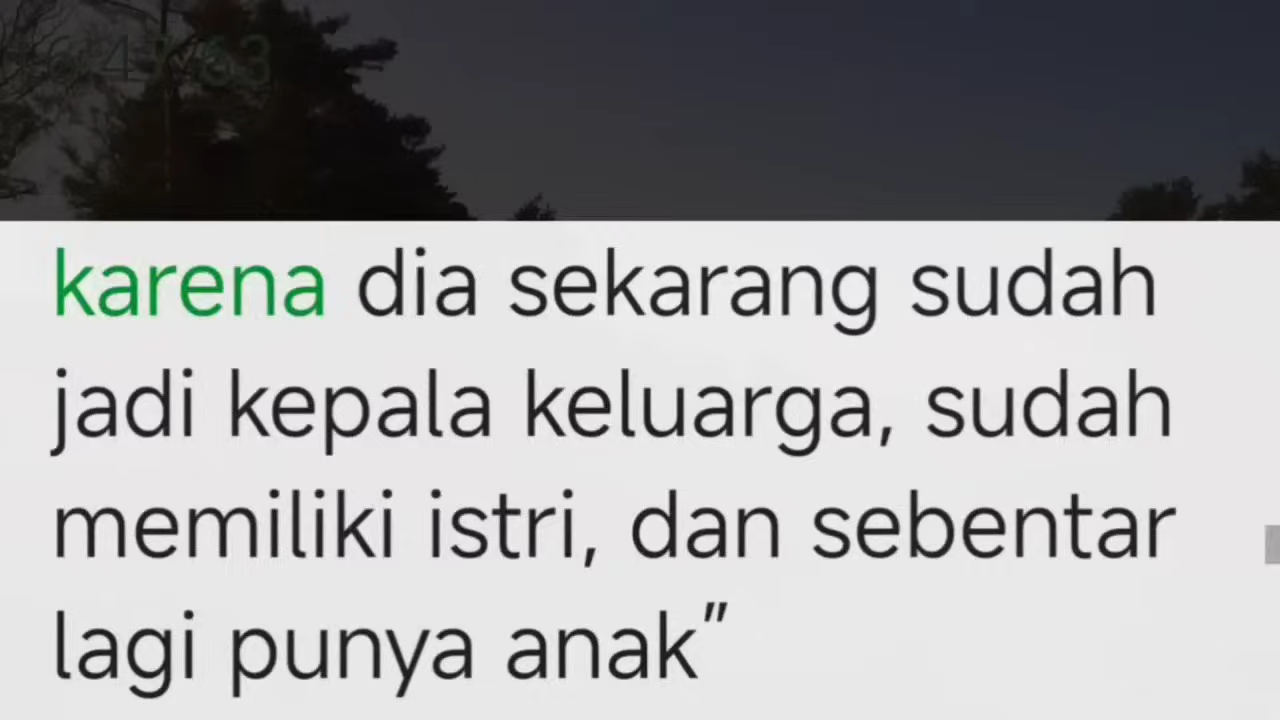 karena dia sekarang sudah
jadi kepala keluarga, sudah
memiliki istri, dan sebentar
lagi punya anak”